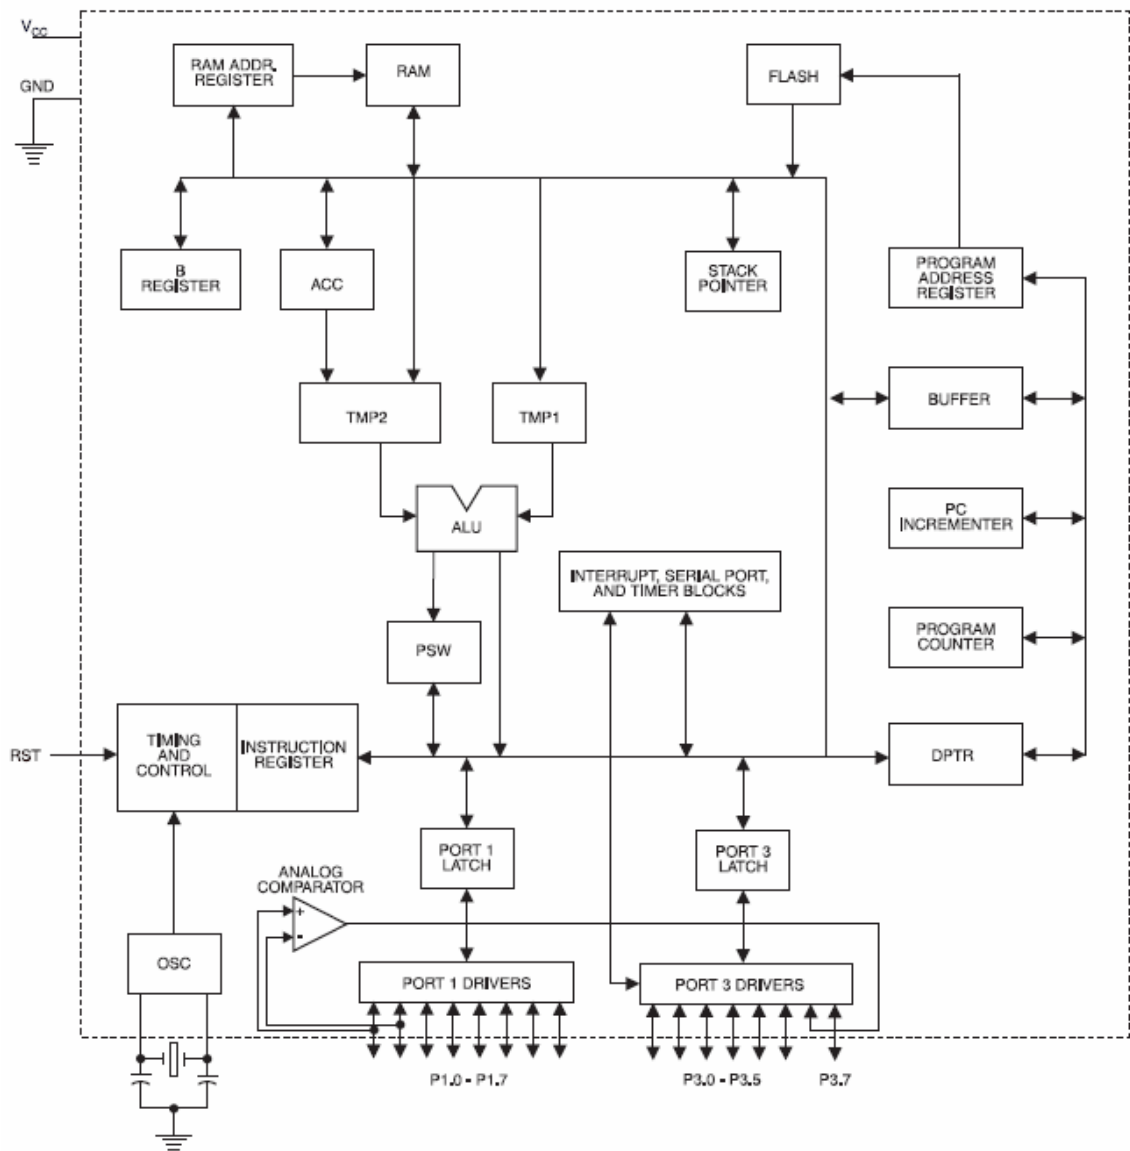 VCC
GND
RAM ADDR.
REGISTER
RAM
FLASH
B
REGISTER
ACC
STACK
POINTER
PROGRAM
ADDRESS
REGISTER
TMP2
TMP1
BUFFER
ALU
PC
INCREMENTER
INTERRUPT, SERIAL PORT,
AND TIMER BLOCKS
PSW
PROGRAM
COUNTER
RST
TIMING
AND
CONTROL
INSTRUCTION
REGISTER
DPTR
PORT 1
LATCH
PORT 3
LATCH
ANALOG
COMPARATOR
+
-
OSC
PORT 1 DRIVERS
PORT 3 DRIVERS
P1.0 - P1.7
P3.0 - P3.5
P3.7